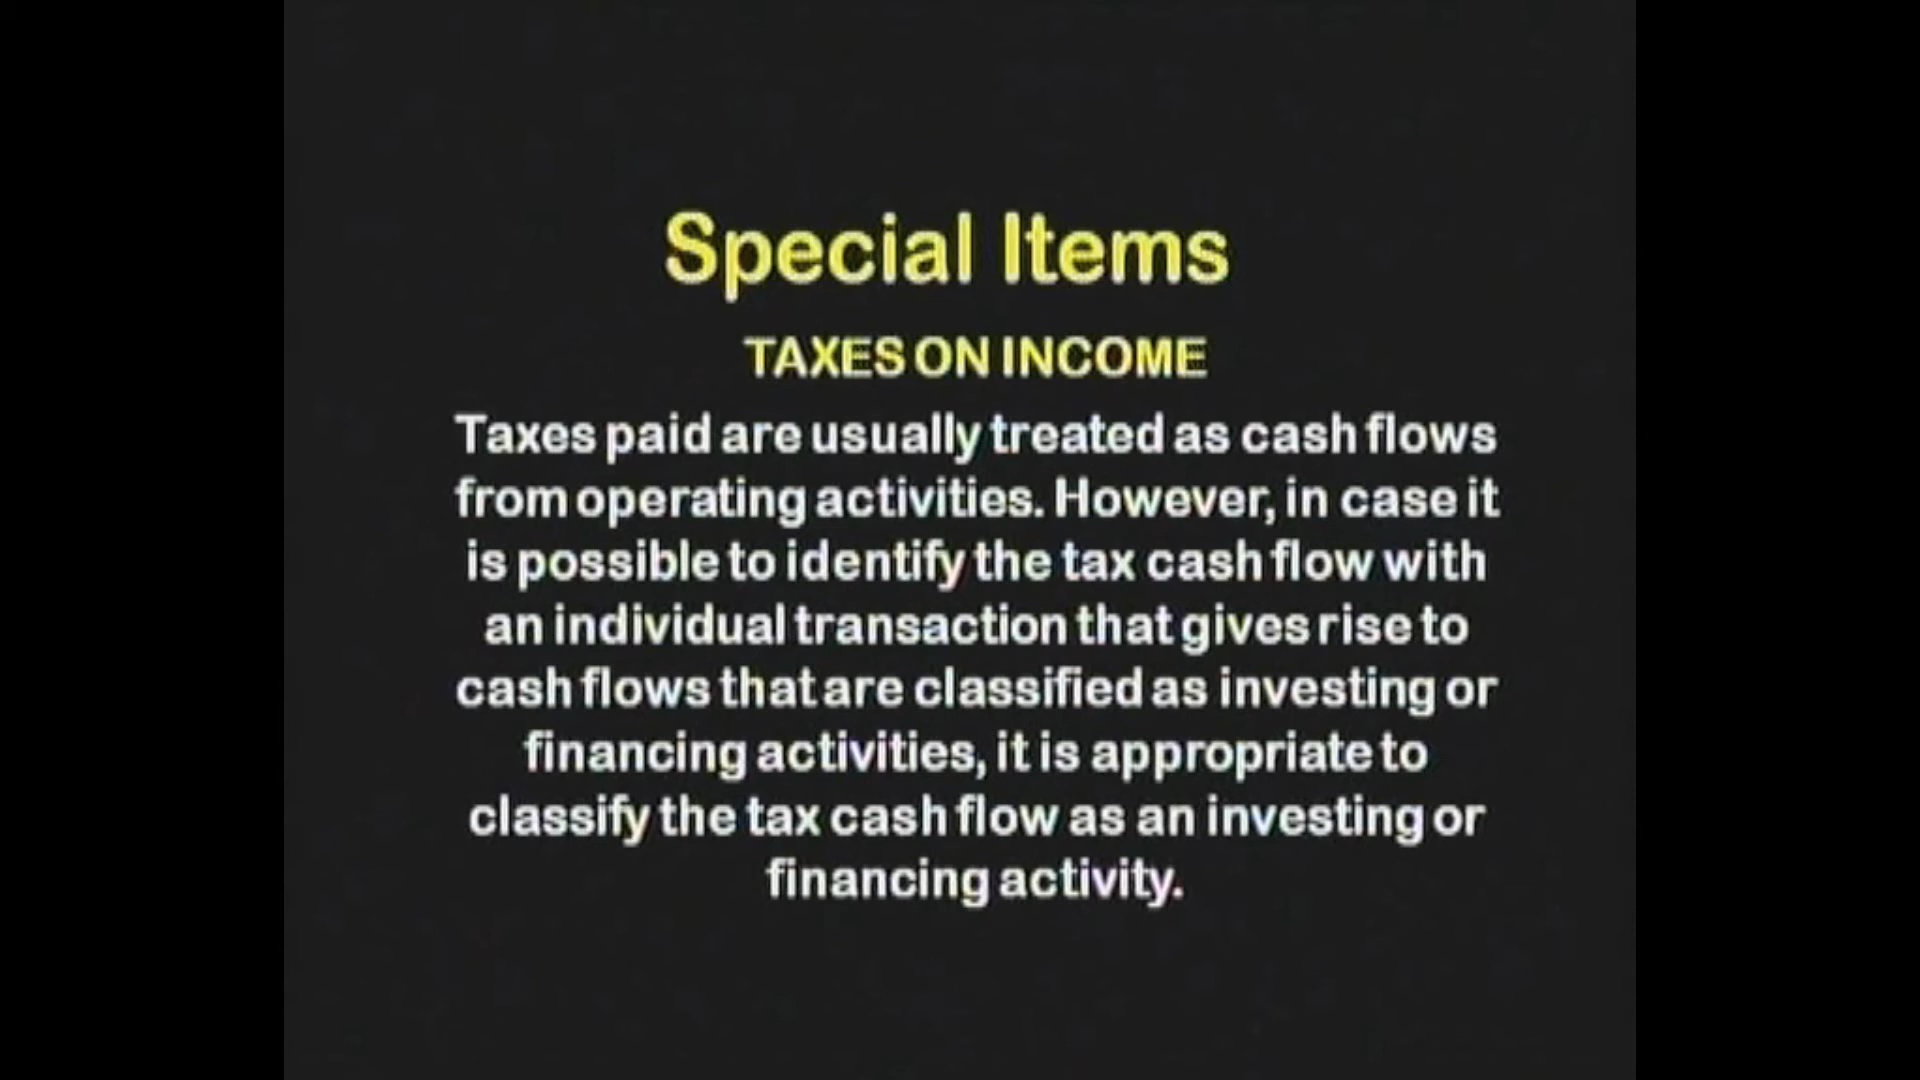 Special Items
TAXES ON INCOME
Taxes paid are usually treated as cash flows
from operating activities. However, in case it
is possible to identify the tax cash flow with
an individual transaction that gives rise to
cash flows that are classified as investing or
financing activities, it is appropriate to
classify the tax cash flow as an investing or
financing activity.